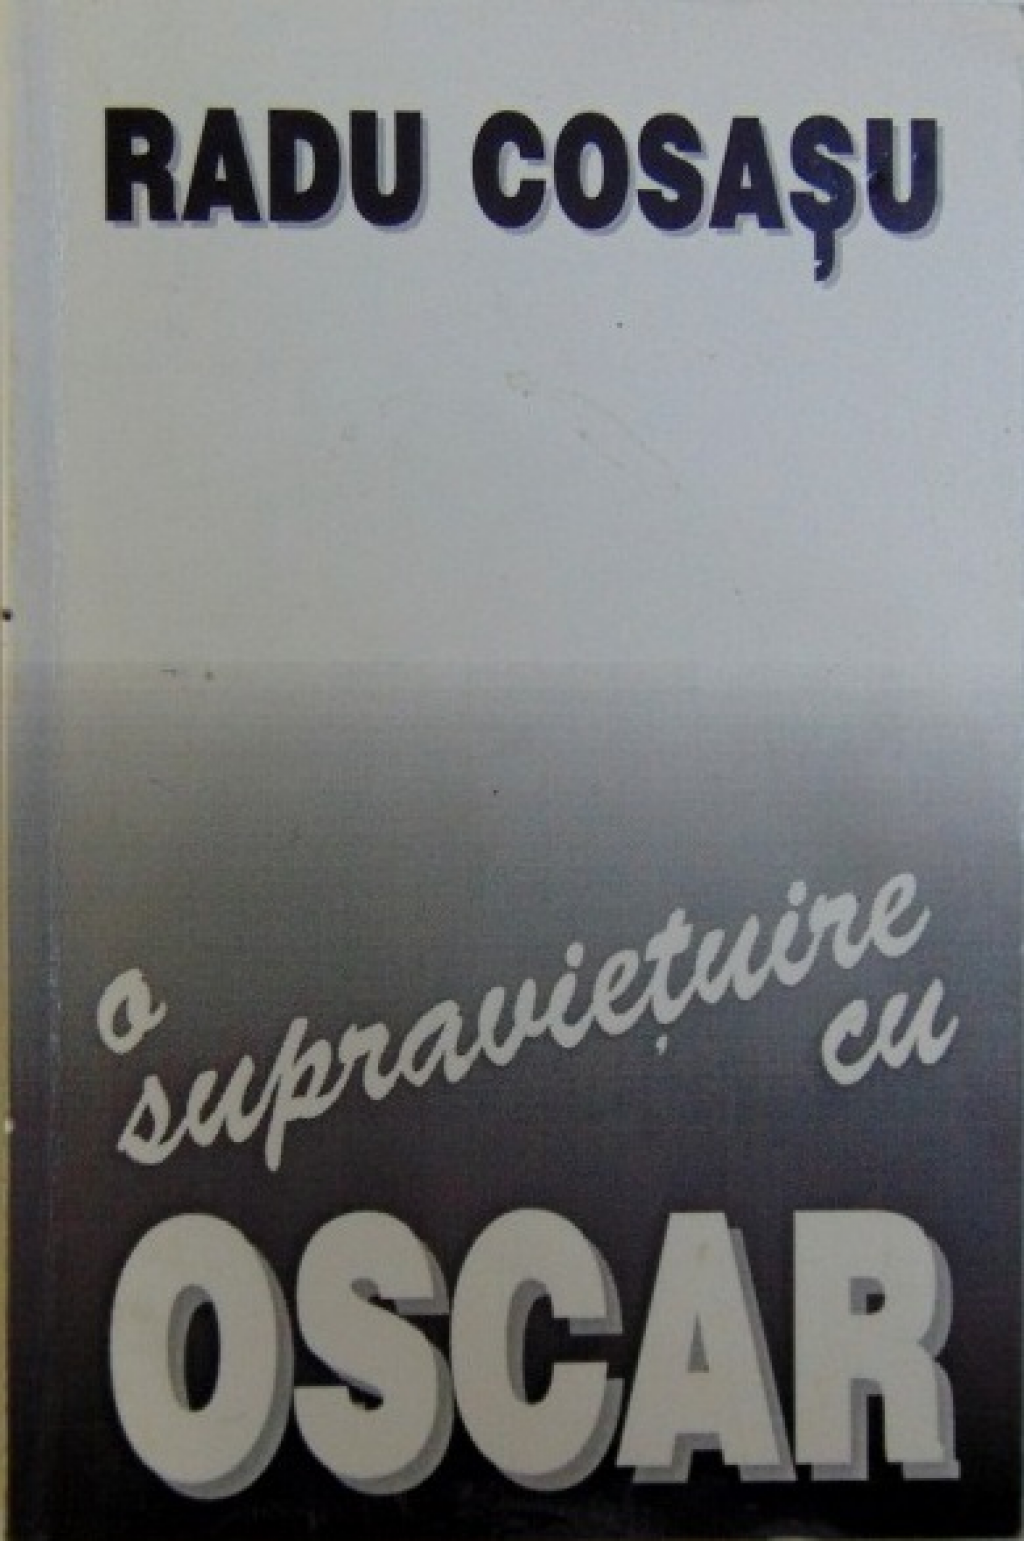 RADU COSAȘU
o
supraviețuire
cu
OSCAR